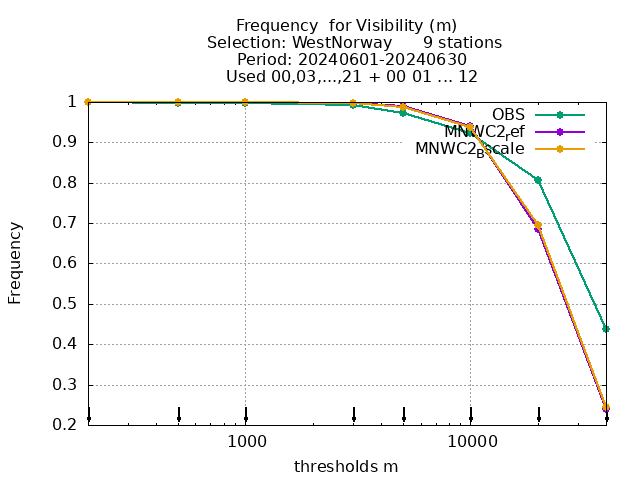 Frequency  for Visibility (m)
Selection: WestNorway      9 stations
Period: 20240601-20240630
Used 00,03,...,21 + 00 01 ... 12
OBS
MNWC2ref
MNWC2Bscale
1
0.9
0.8
0.7
0.6
0.5
0.4
0.3
0.2
Frequency
1000
10000
thresholds m